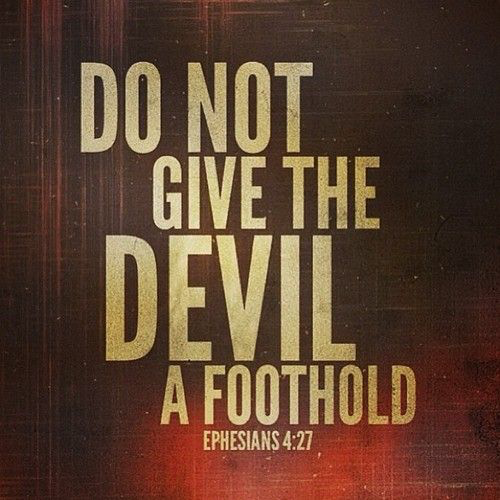 DO NOT
GIVE THE
DEVIL
A FOOTHOLD
EPHESIANS 4:27